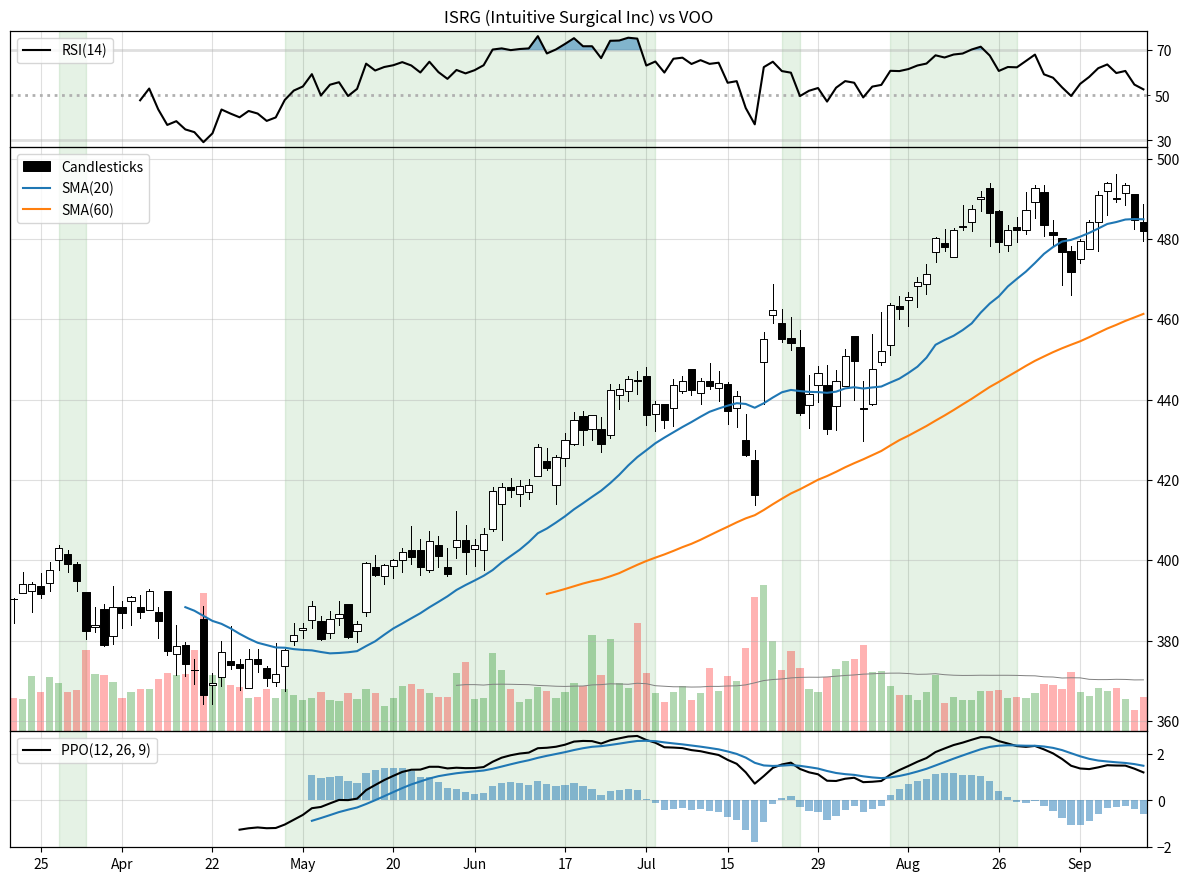 ISRG (Intuitive Surgical Inc) vs VOO
RSI(14)
70
50
30
Candlesticks
SMA(20)
SMA(60)
500
480
460
440
420
400
380
360
PPO(12, 26, 9)
2
0
−2
25 Apr 22 May 20 Jun 17 Jul 15 29 Aug 26 Sep